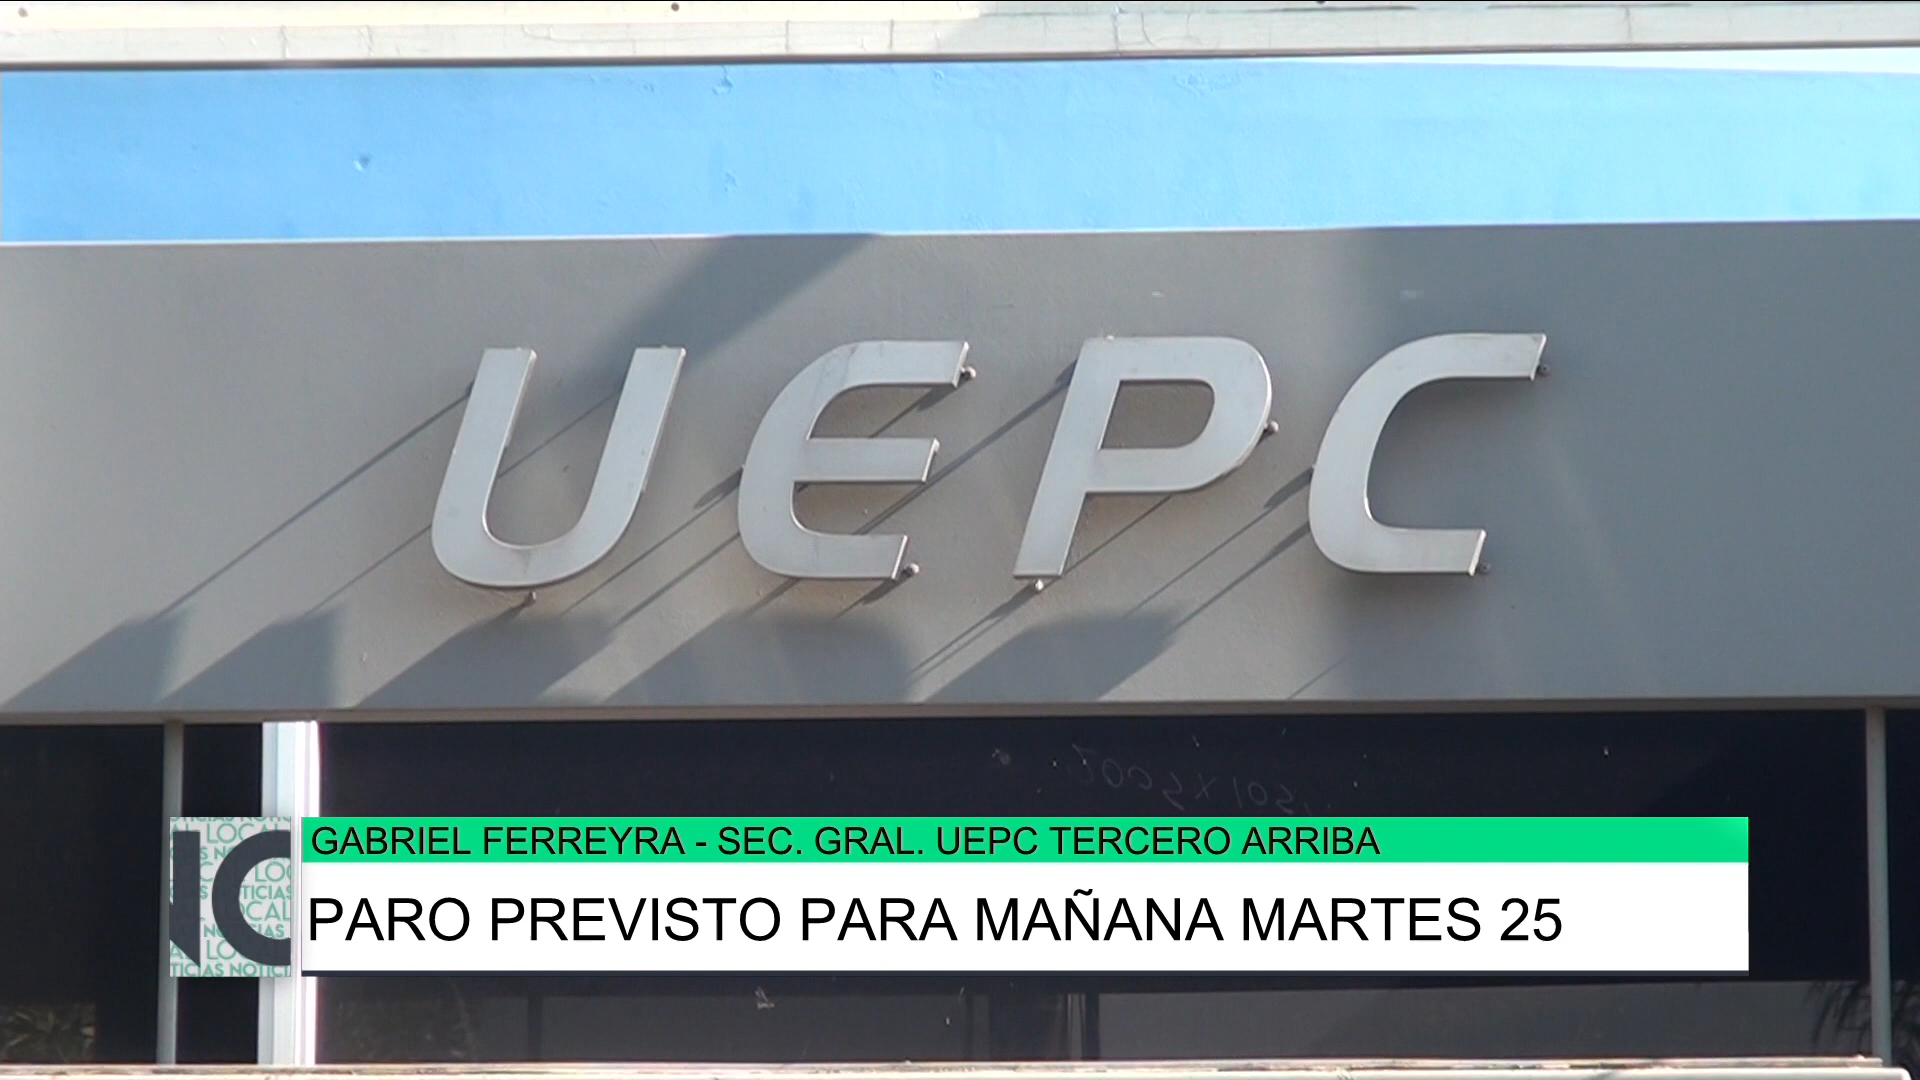 UEPC
GABRIEL FERREYRA - SEC. GRAL. UEPC TERCERO ARRIBA
PARO PREVISTO PARA MAÑANA MARTES 25